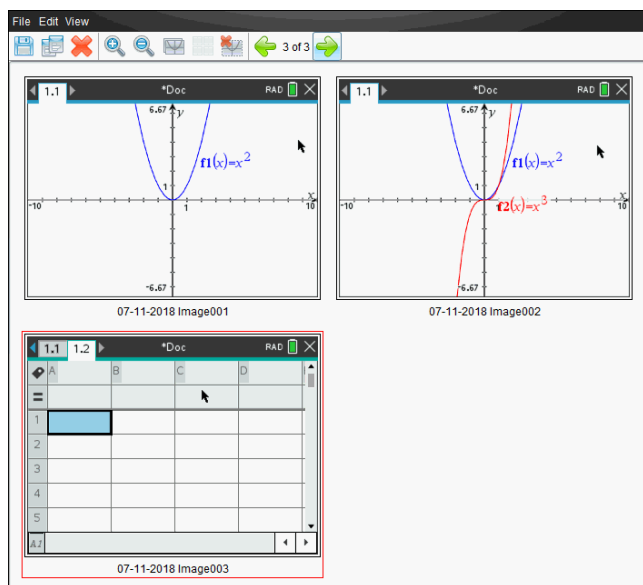 File Edit View
3 of 3
1.1 *Doc RAD
6.67 y
f1(x)=x²
1
-10 1 x 10
-6.67
07-11-2018 Image001
1.1 *Doc RAD
6.67 y
f1(x)=x²
1
-10 1 x 10
f2(x)=x³
-6.67
07-11-2018 Image002
1.1 1.2 *Doc RAD
A B C D
=
1
2
3
4
5
A1
07-11-2018 Image003